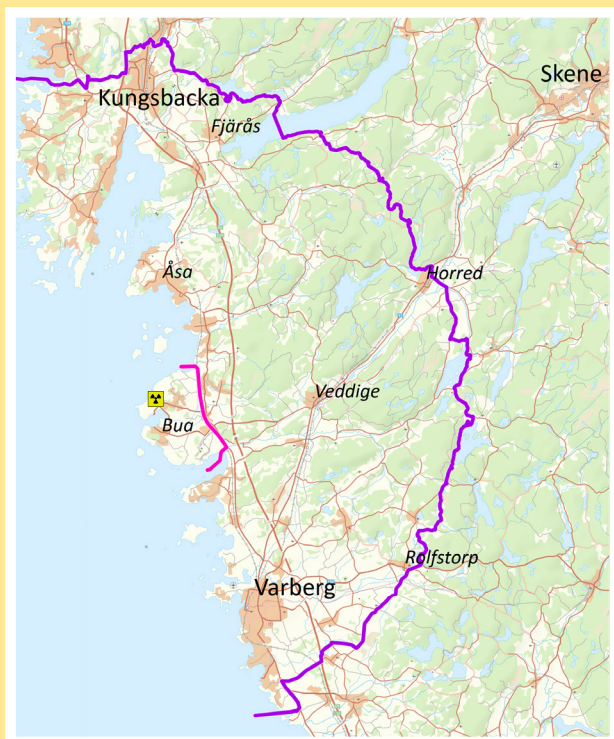 Skene
Kungsbacka
Fjärås
Åsa
Horred
Veddige
Bua
Rolfstorp
Varberg